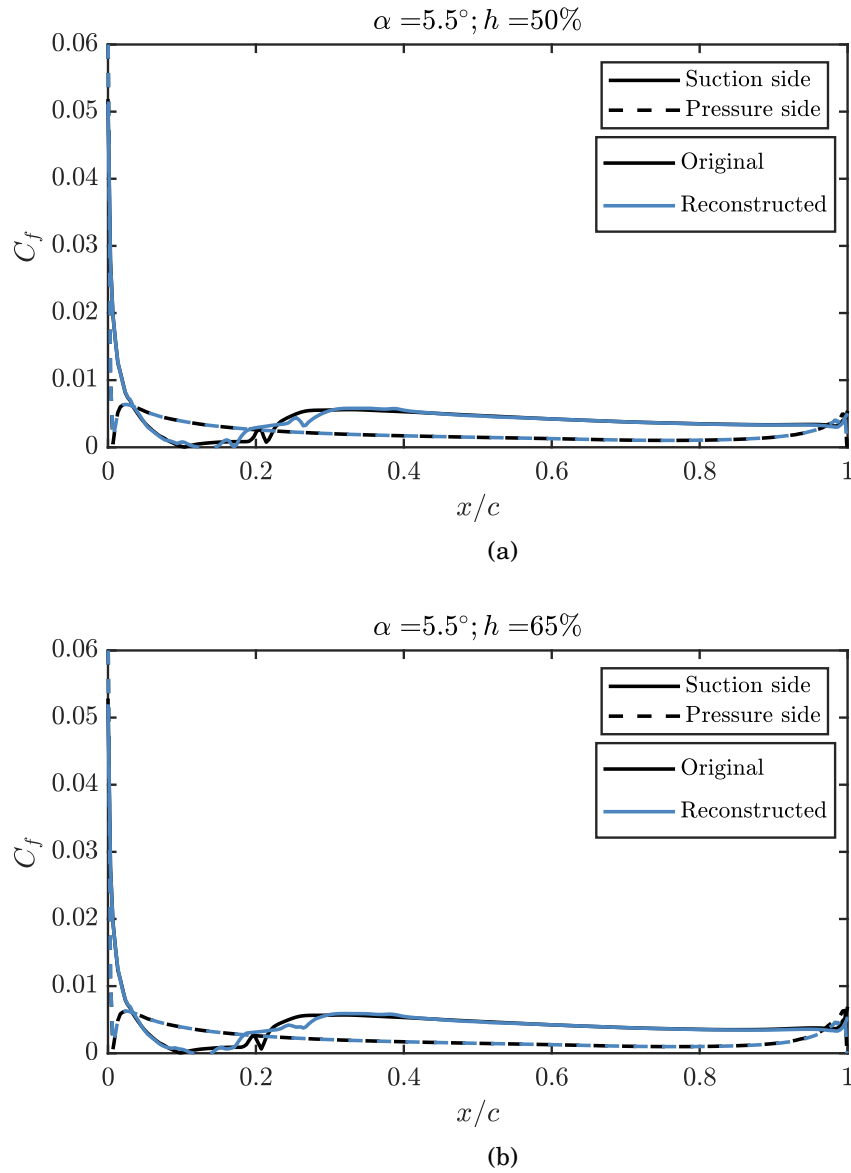 α =5.5°; h =50%
0.06
0.05
0.04
0.03
0.02
0.01
0
C_f
Suction side
Pressure side
Original
Reconstructed
0 0.2 0.4 0.6 0.8 1
x/c
(a)
α =5.5°; h =65%
0.06
0.05
0.04
0.03
0.02
0.01
0
C_f
Suction side
Pressure side
Original
Reconstructed
0 0.2 0.4 0.6 0.8 1
x/c
(b)